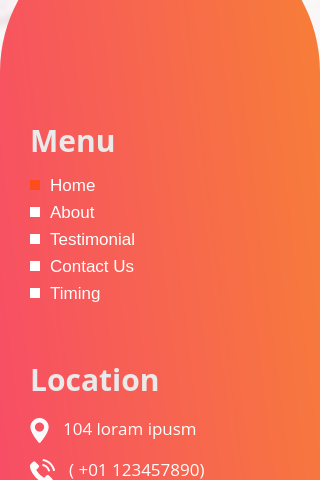 Menu
Home
About
Testimonial
Contact Us
Timing
Location
104 loram ipusm
( +01 123457890)